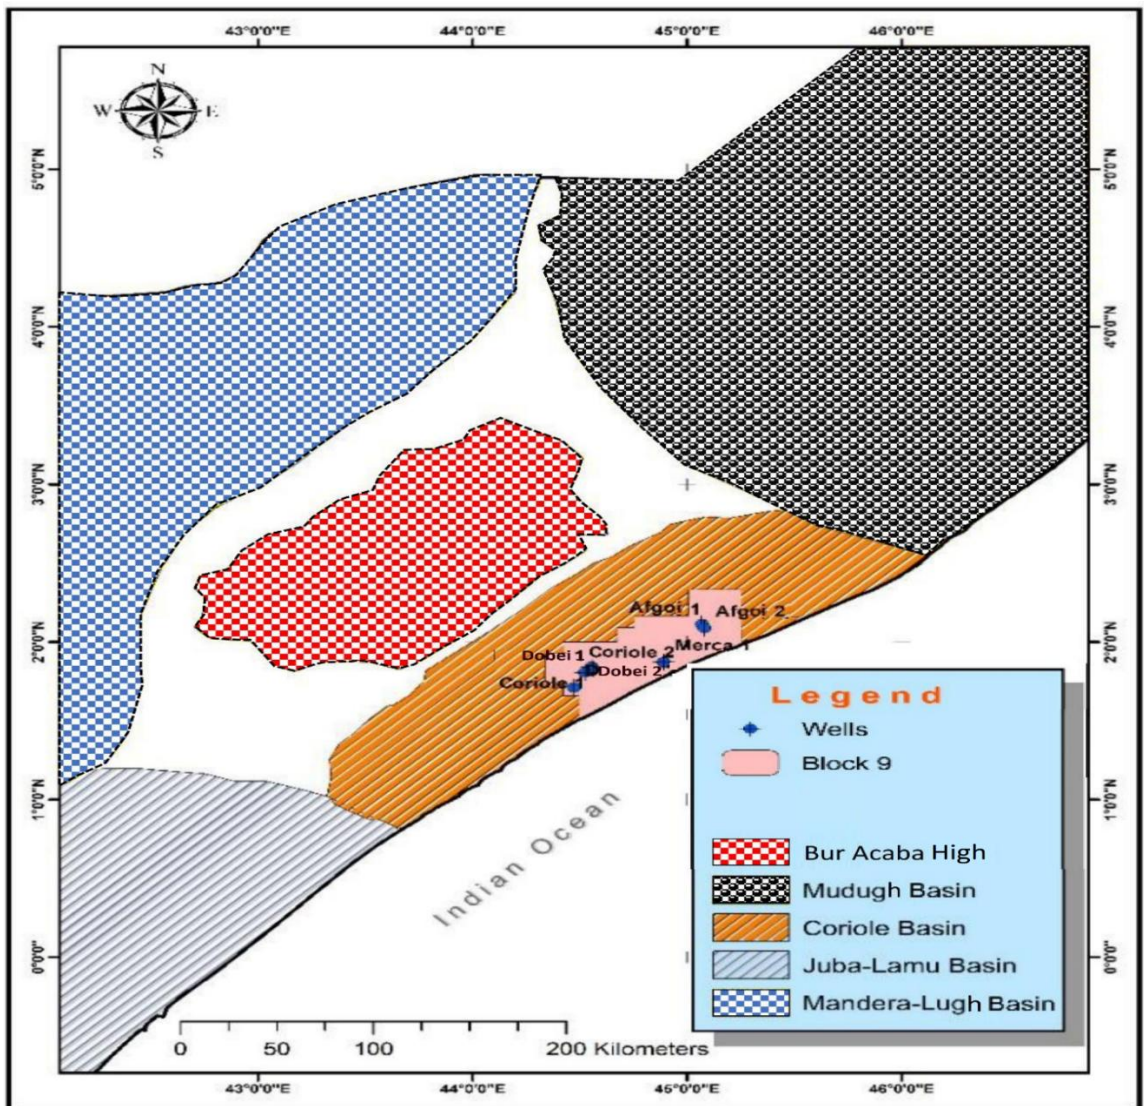 43°0'0"E 44°0'0"E 45°0'0"E 46°0'0"E
N
W E
S
5°0'0"N 5°0'0"N
4°0'0"N 4°0'0"N
3°0'0"N 3°0'0"N
2°0'0"N 2°0'0"N
1°0'0"N 1°0'0"N
0°0'0" 0°0'0"
Afgoi 1 Afgoi 2
Merca 1
Coriole 2
Dobei 1
Dobei 2
Coriole 1
Indian Ocean
Legend
Wells
Block 9
Bur Acaba High
Mudugh Basin
Coriole Basin
Juba-Lamu Basin
Mandera-Lugh Basin
0 50 100 200 Kilometers
43°0'0"E 44°0'0"E 45°0'0"E 46°0'0"E